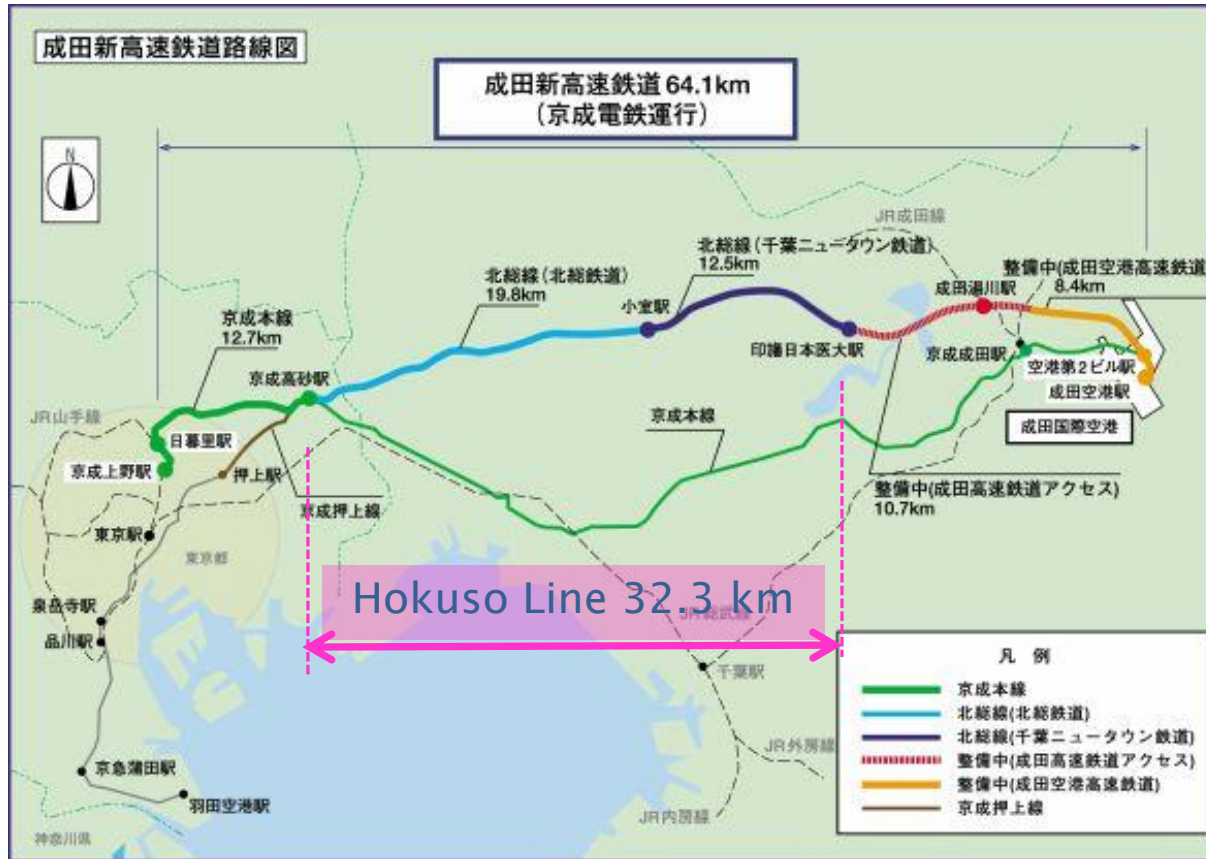 成田新高速鉄道路線図
成田新高速鉄道 64.1km
(京成電鉄運行)
N
JR成田線
北総線(千葉ニュータウン鉄道)
12.5km
整備中(成田空港高速鉄道
8.4km
北総線(北総鉄道)
19.8km
成田湯川駅
小室駅
京成本線
12.7km
印旛日本医大駅
京成成田駅
空港第2ビル駅
京成高砂駅
成田空港駅
JR山手線
日暮里駅
京成本線
成田国際空港
京成上野駅
押上駅
整備中(成田高速鉄道アクセス)
10.7km
京成押上線
東京駅
東京都
Hokuso Line 32.3 km
泉岳寺駅
JR総武線
品川駅
千葉駅
凡 例
京成本線
北総線(北総鉄道)
北総線(千葉ニュータウン鉄道)
整備中(成田高速鉄道アクセス)
整備中(成田空港高速鉄道)
京成押上線
JR外房線
京急蒲田駅
羽田空港駅
JR内房線
神奈川県